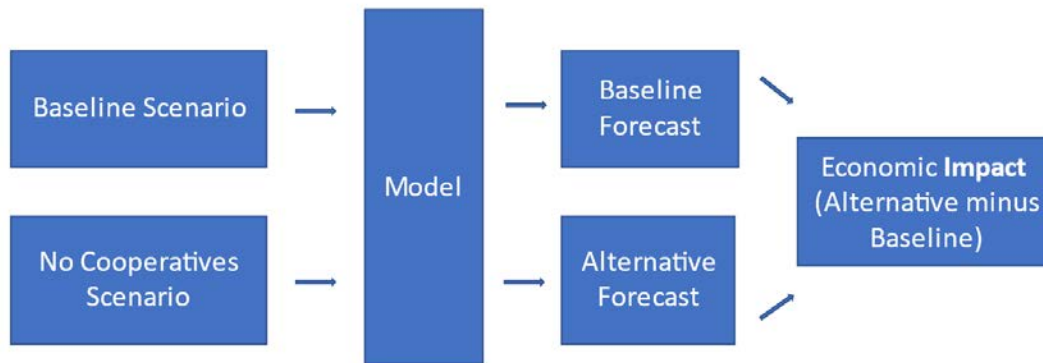 Baseline Scenario
No Cooperatives
Scenario
Model
Baseline
Forecast
Alternative
Forecast
Economic Impact
(Alternative minus
Baseline)